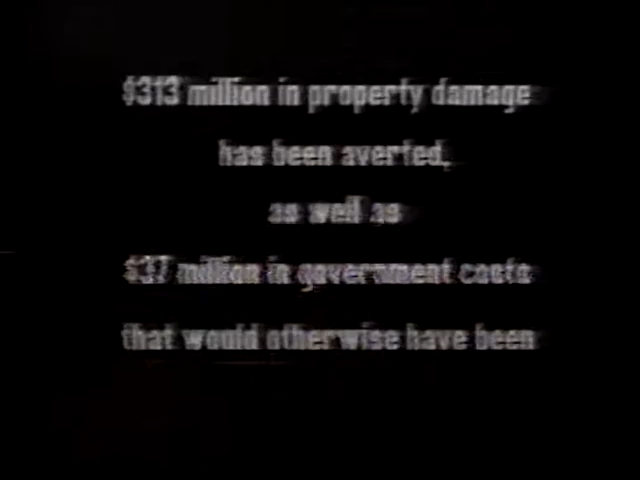 $313 million in property damage
has been averted,
as well as
$37 million in government costs
that would otherwise have been